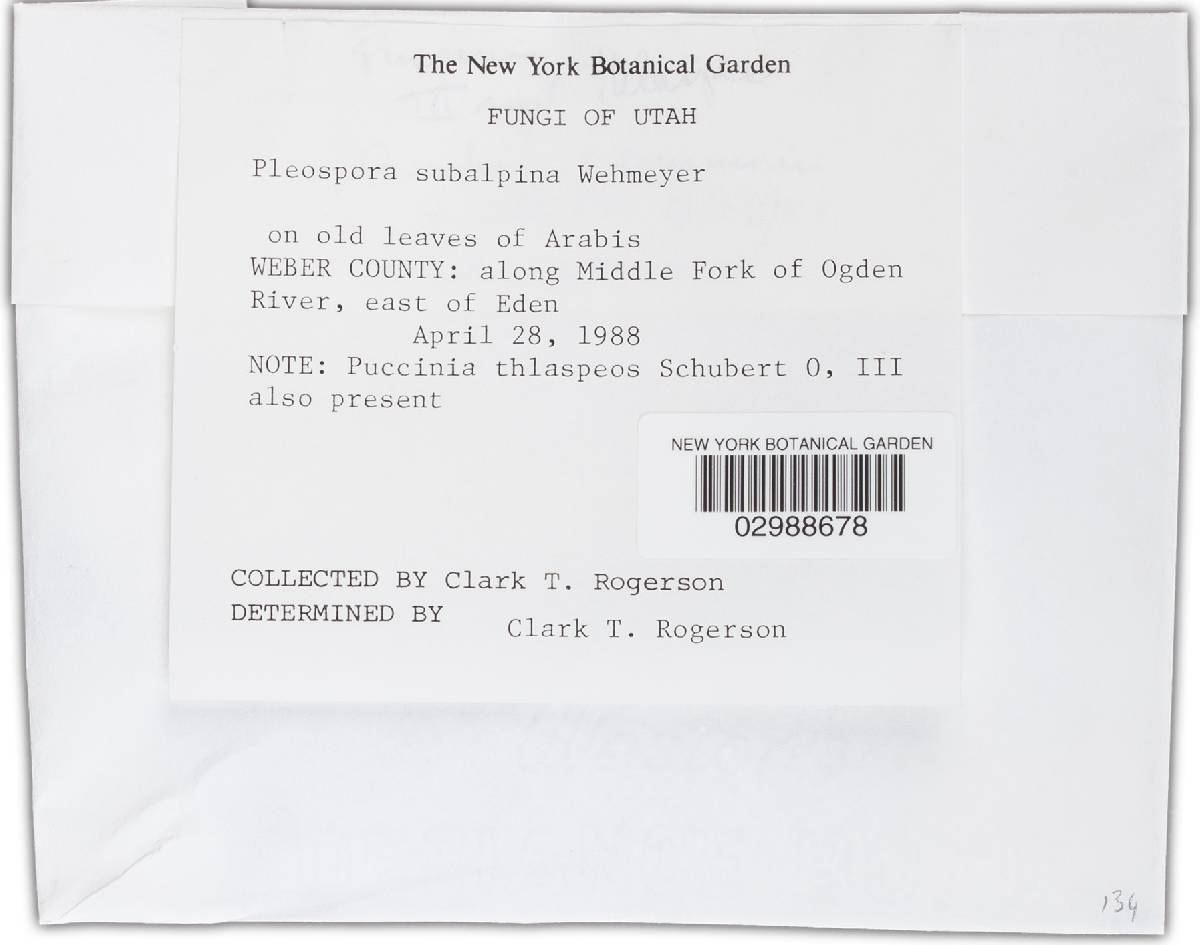 The New York Botanical Garden
FUNGI OF UTAH
Pleospora subalpina Wehmeyer
on old leaves of Arabis
WEBER COUNTY: along Middle Fork of Ogden
River, east of Eden
April 28, 1988
NOTE: Puccinia thlaspeos Schubert 0, III
also present
NEW YORK BOTANICAL GARDEN
02988678
COLLECTED BY Clark T. Rogerson
DETERMINED BY
Clark T. Rogerson
134